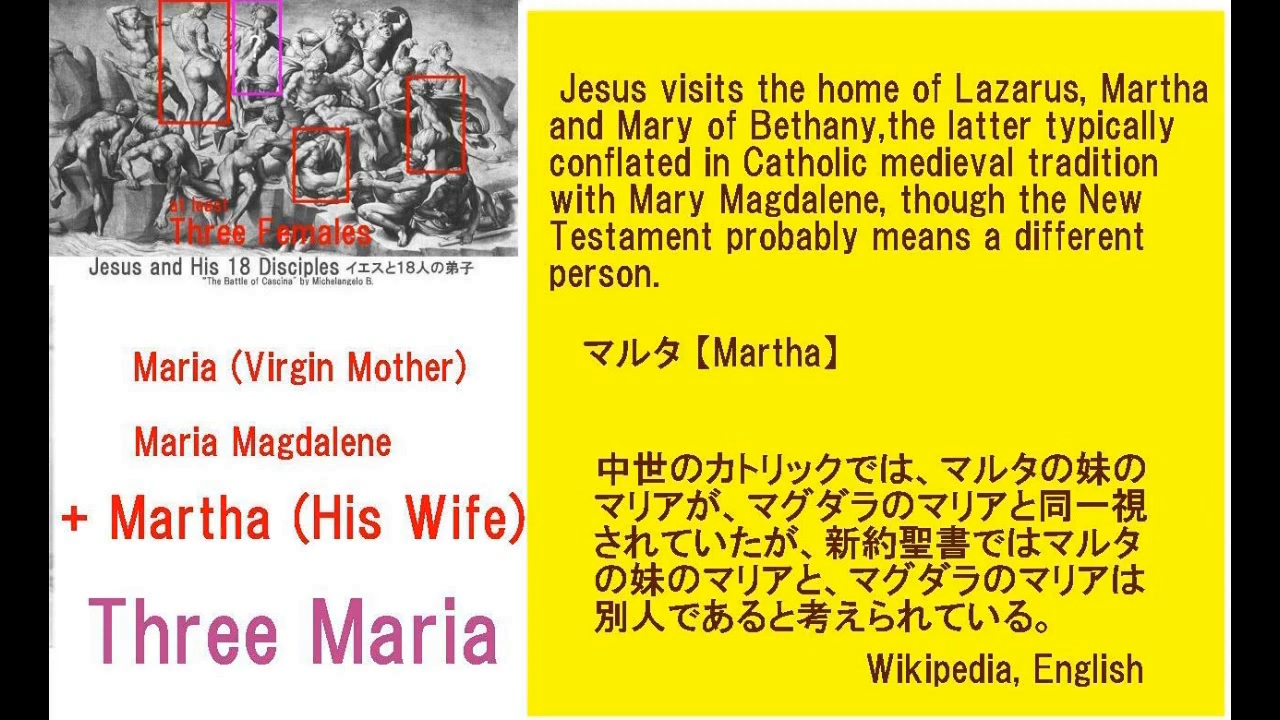 ?
at least
Three Females
Jesus and His 18 Disciples イエスと18人の弟子
"The Battle of Cascina" by Michelangelo B.
Maria (Virgin Mother)
Maria Magdalene
+ Martha (His Wife)
Three Maria
Jesus visits the home of Lazarus, Martha
and Mary of Bethany,the latter typically
conflated in Catholic medieval tradition
with Mary Magdalene, though the New
Testament probably means a different
person.
マルタ【Martha】
中世のカトリックでは、マルタの妹の
マリアが、マグダラのマリアと同一視
されていたが、新約聖書ではマルタ
の妹のマリアと、マグダラのマリアは
別人であると考えられている。
Wikipedia, English